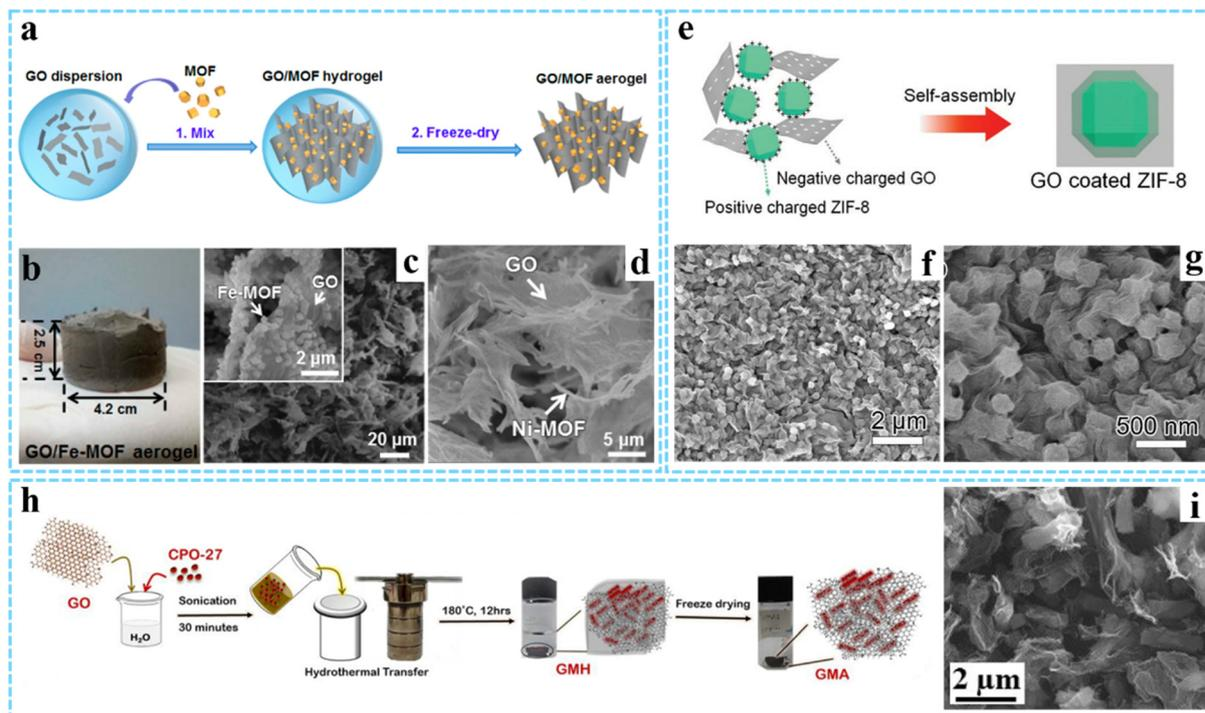 a
GO dispersion
MOF
GO/MOF hydrogel
GO/MOF aerogel
1. Mix
2. Freeze-dry
b
2.5 cm
4.2 cm
GO/Fe-MOF aerogel
c
Fe-MOF
GO
2 µm
20 µm
d
GO
Ni-MOF
5 µm
e
Self-assembly
Negative charged GO
Positive charged ZIF-8
GO coated ZIF-8
f
2 µm
g
500 nm
h
GO
CPO-27
H₂O
Sonication
30 minutes
Hydrothermal Transfer
180°C, 12hrs
GMH
Freeze drying
GMA
i
2 µm